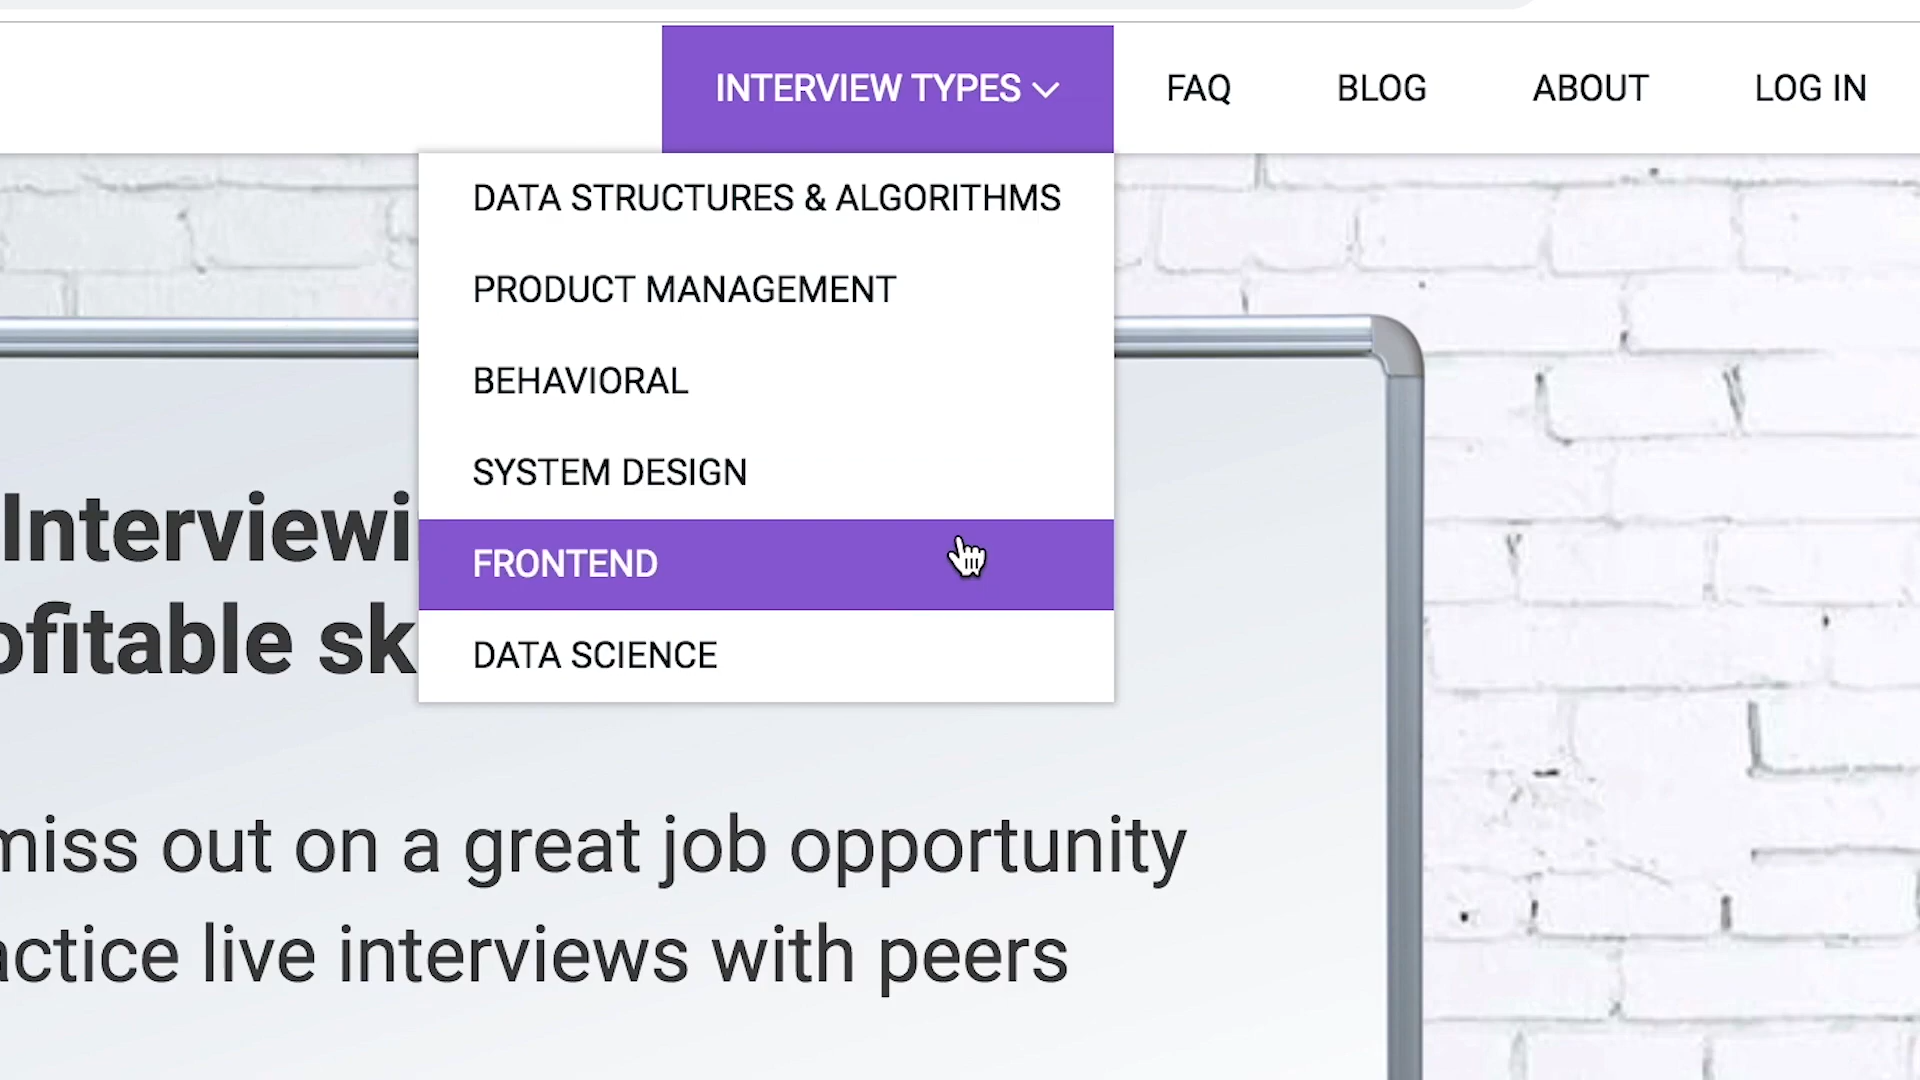 INTERVIEW TYPES FAQ BLOG ABOUT LOG IN
DATA STRUCTURES & ALGORITHMS
PRODUCT MANAGEMENT
BEHAVIORAL
SYSTEM DESIGN
FRONTEND
DATA SCIENCE
Interviewi
ofitable sk
miss out on a great job opportunity
actice live interviews with peers